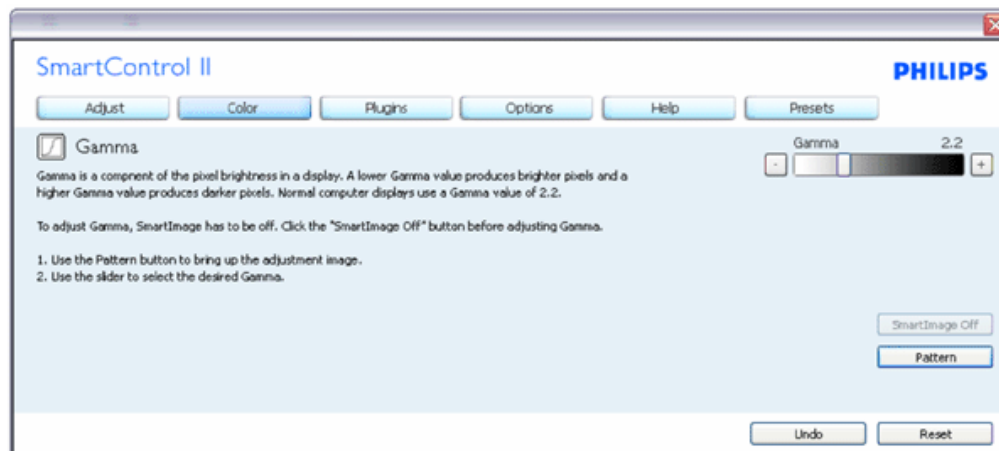 SmartControl II
PHILIPS
Adjust Color Plugins Options Help Presets
Gamma
Gamma 2.2
- +
Gamma is a compnent of the pixel brightness in a display. A lower Gamma value produces brighter pixels and a
higher Gamma value produces darker pixels. Normal computer displays use a Gamma value of 2.2.
To adjust Gamma, SmartImage has to be off. Click the "SmartImage Off" button before adjusting Gamma.
1. Use the Pattern button to bring up the adjustment image.
2. Use the slider to select the desired Gamma.
SmartImage Off
Pattern
Undo Reset